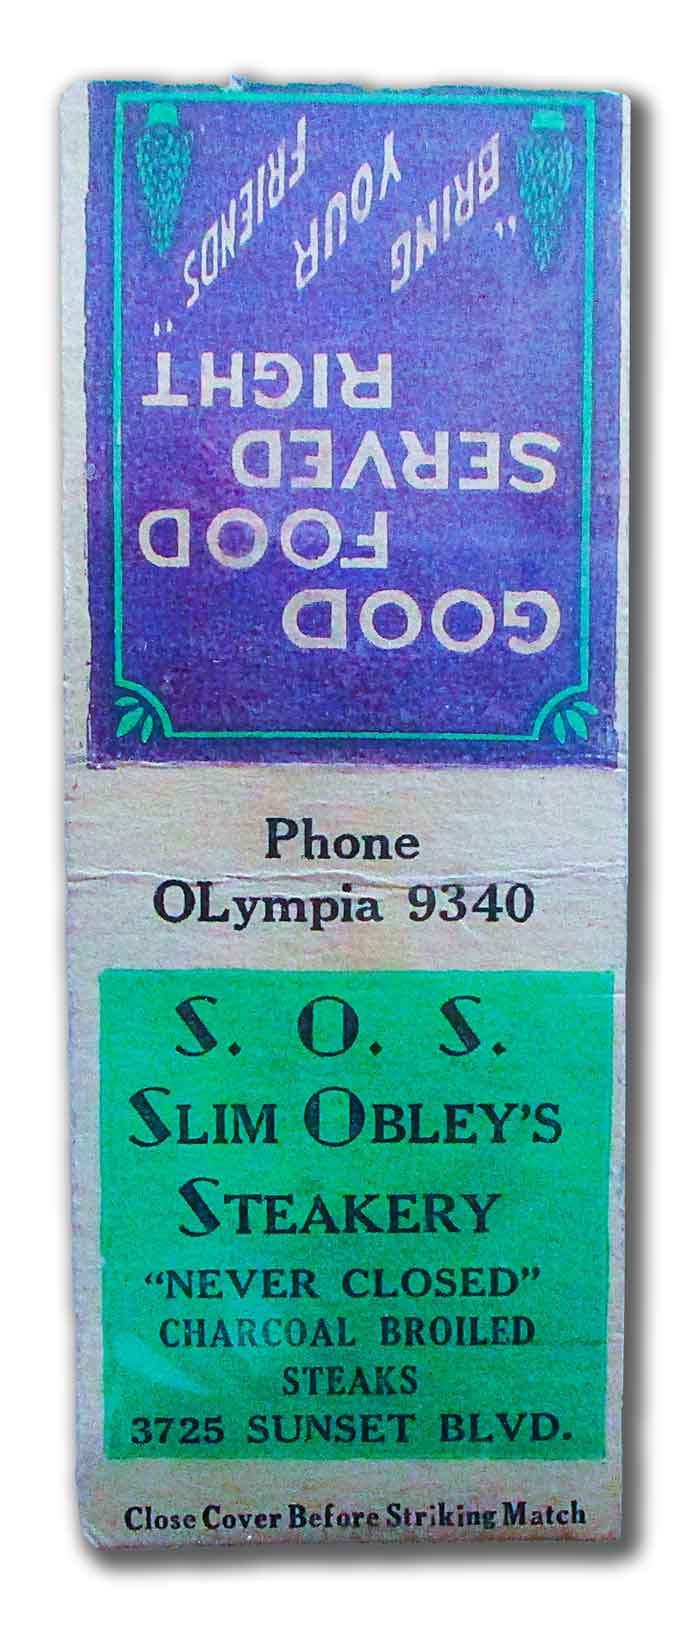 "BRING
YOUR
FRIENDS"
GOOD
FOOD
SERVED
RIGHT
Phone
OLympia 9340
S. O. S.
SLIM OBLEY'S
STEAKERY
"NEVER CLOSED"
CHARCOAL BROILED
STEAKS
3725 SUNSET BLVD.
Close Cover Before Striking Match